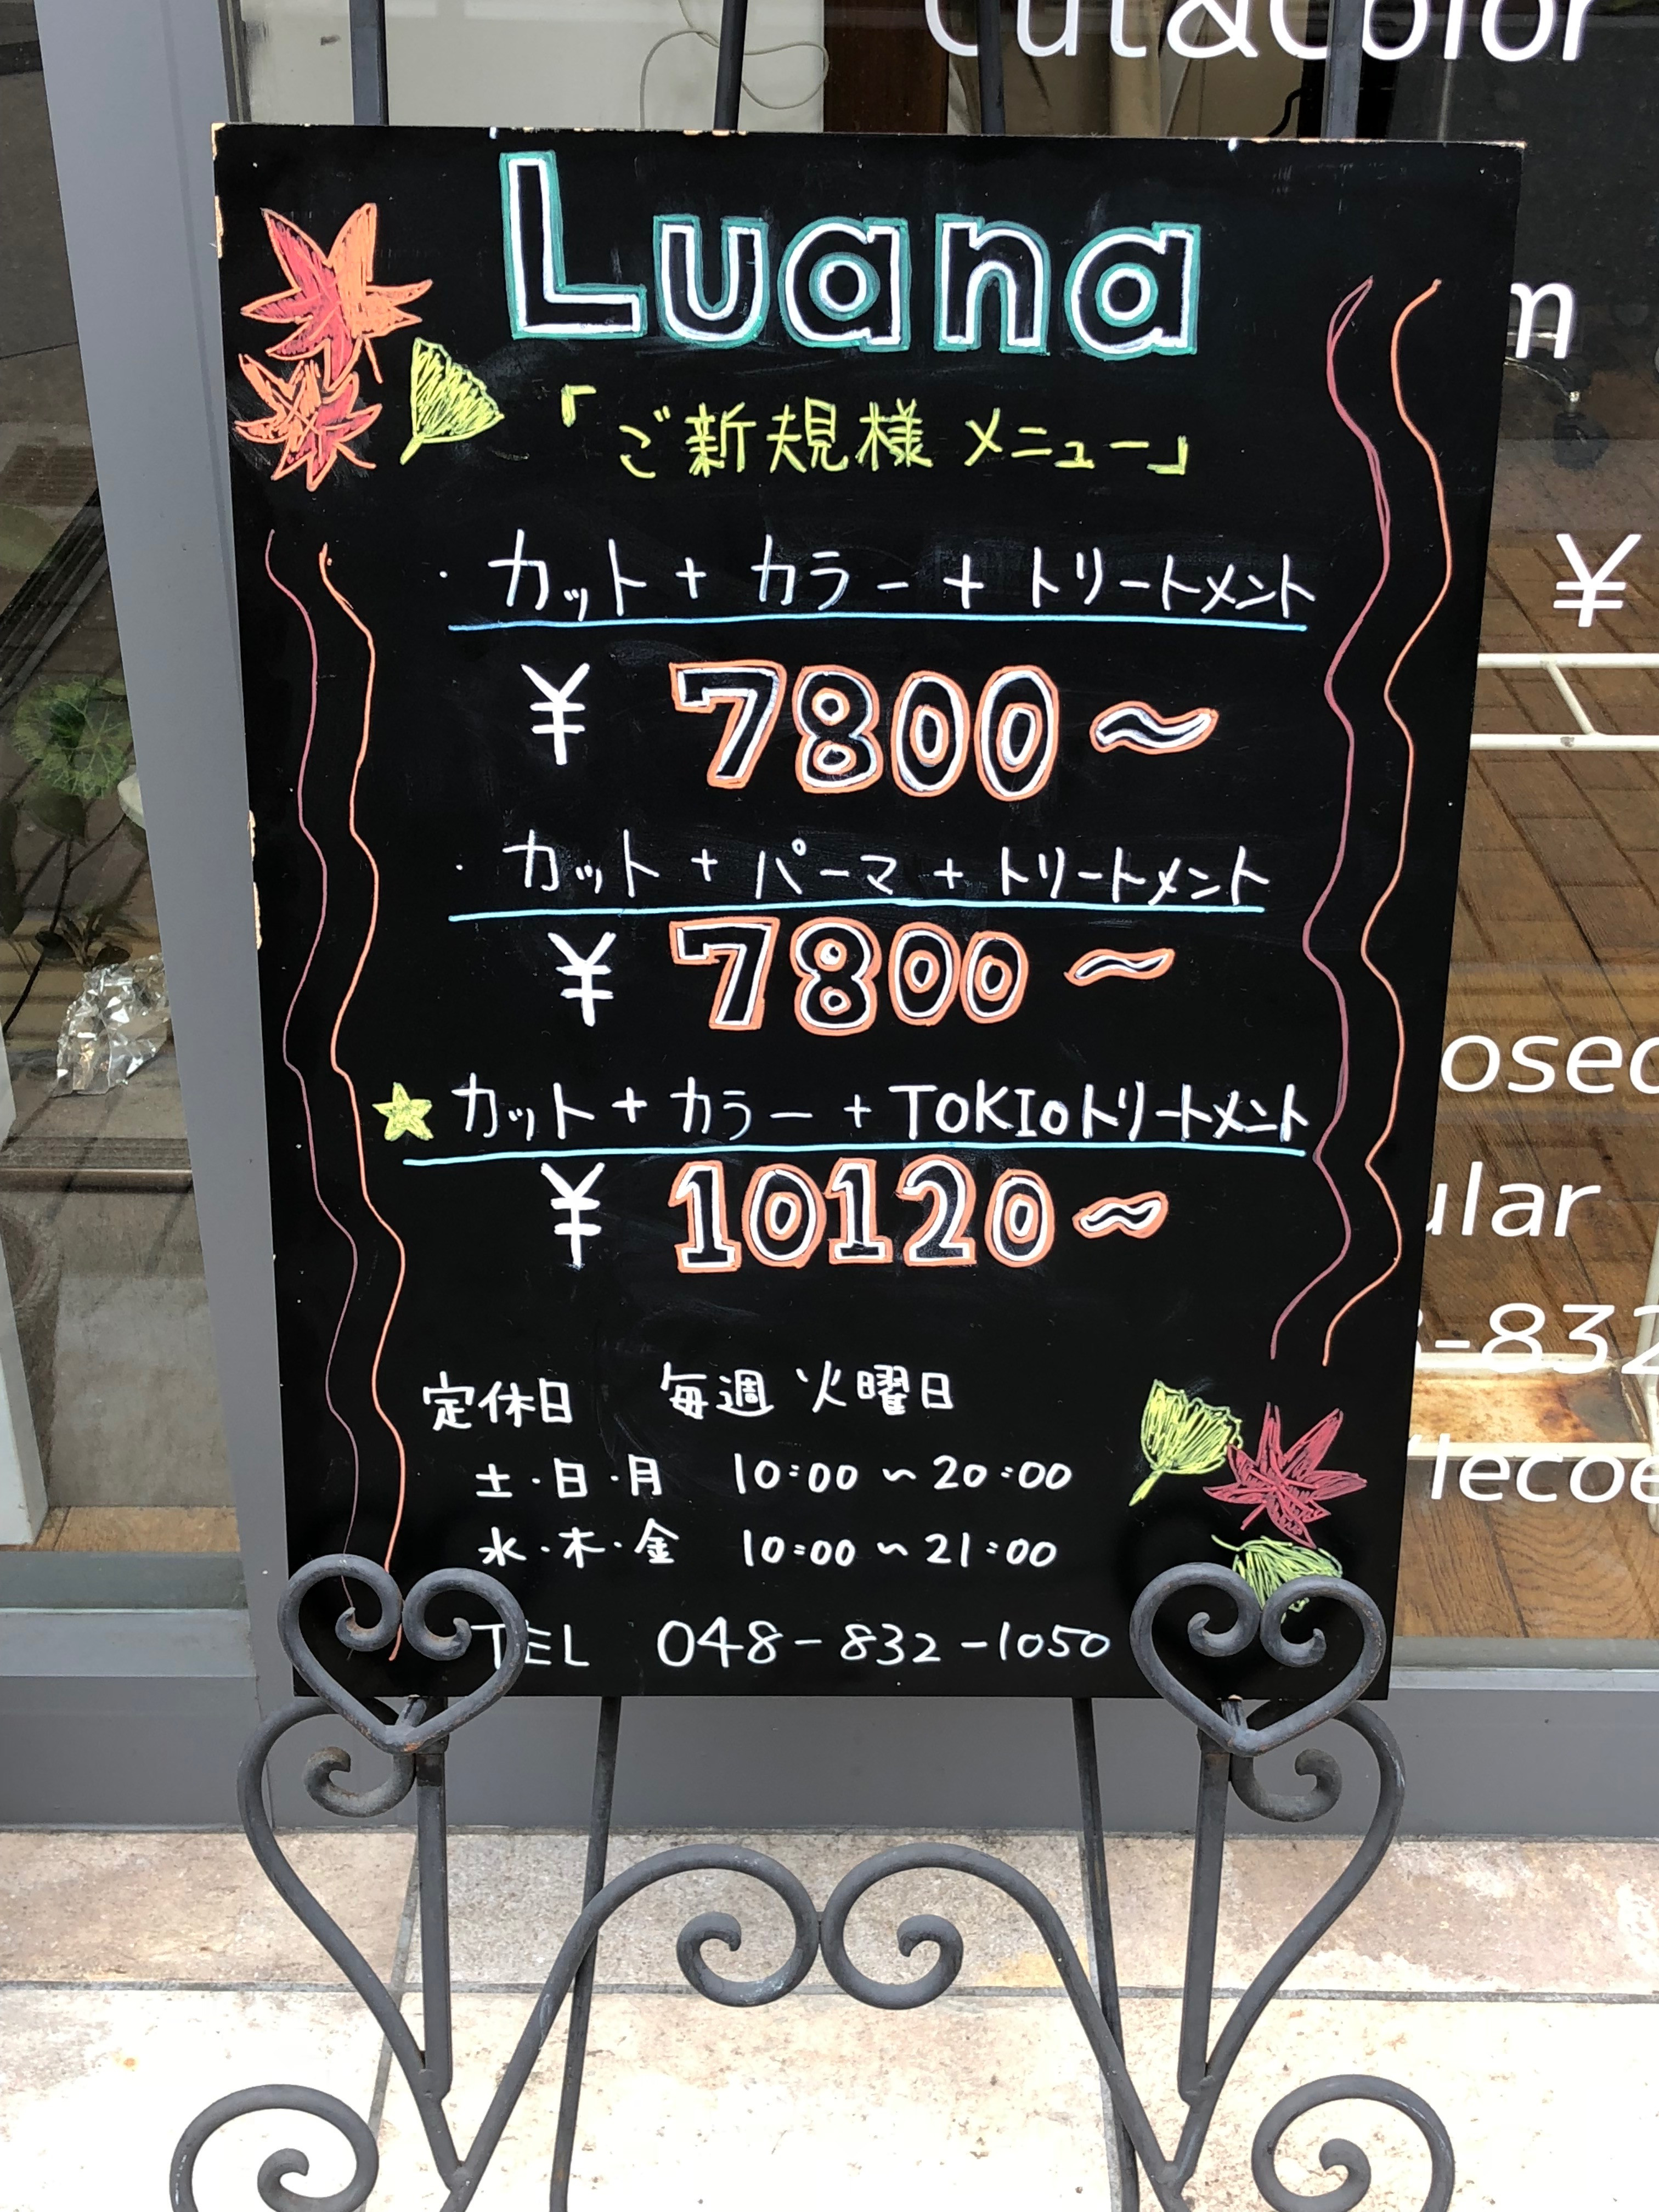 Cut&Color
Luana
「ご新規様 メニュー」
・カット + カラー + トリートメント
¥ 7800～
・カット + パーマ + トリートメント
¥ 7800～
★カット + カラー + TOKIOトリートメント
¥ 10120～
定休日 毎週 火曜日
土・日・月 10:00 ~ 20:00
水・木・金 10:00 ~ 21:00
TEL 048-832-1050
m
¥
osed
ular
-832
lecoe